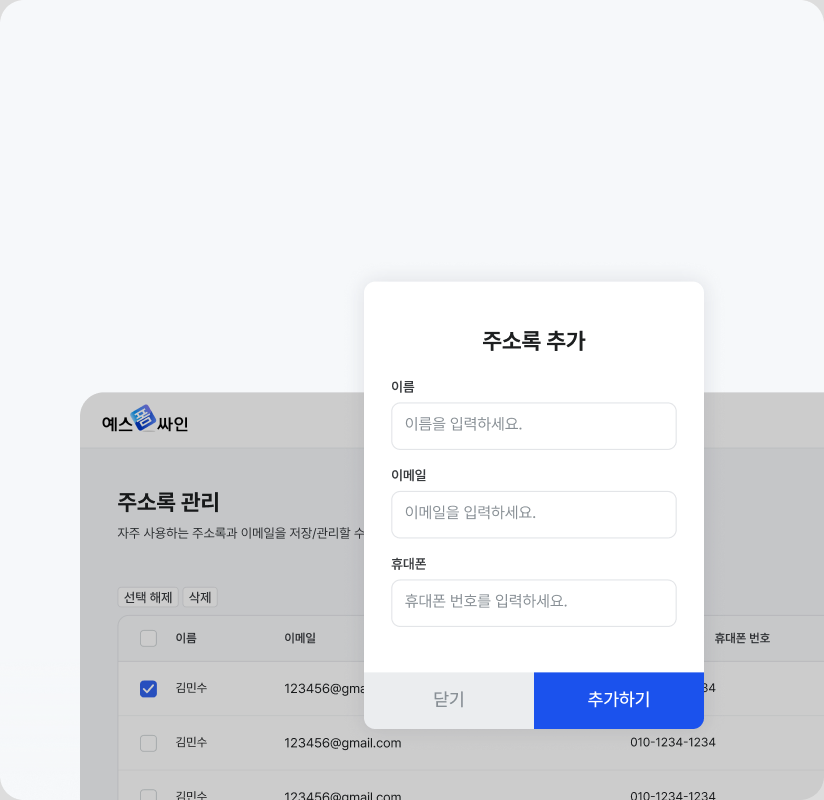 주소록 추가
이름
이름을 입력하세요.
이메일
이메일을 입력하세요.
휴대폰
휴대폰 번호를 입력하세요.
닫기
추가하기
예스폼싸인
주소록 관리
자주 사용하는 주소록과 이메일을 저장/관리할 수
선택 해제
삭제
이름
이메일
휴대폰 번호
김민수
123456@gma
34
김민수
123456@gmail.com
010-1234-1234
김민수
123456@gmail.com
010-1234-1234